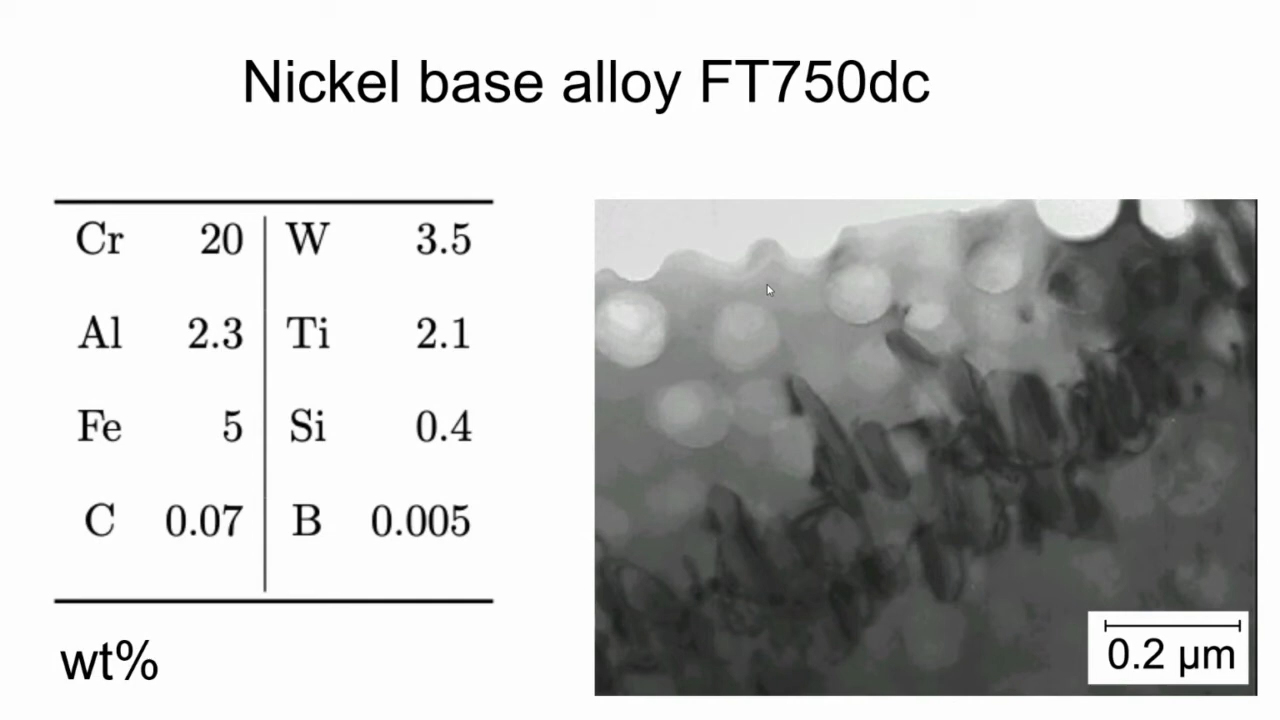 Nickel base alloy FT750dc
Cr 20 W 3.5
Al 2.3 Ti 2.1
Fe 5 Si 0.4
C 0.07 B 0.005
wt%
0.2 µm